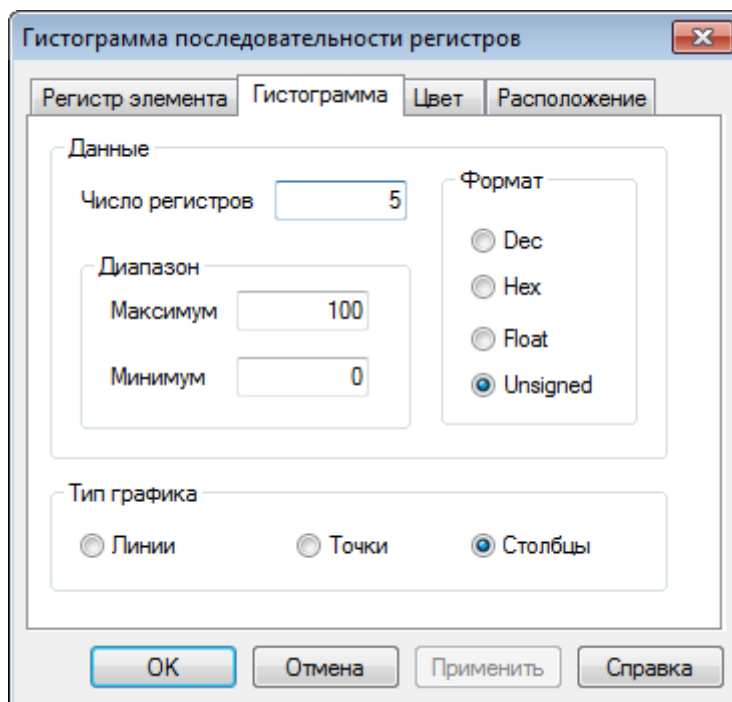 Гистограмма последовательности регистров
Регистр элемента Гистограмма Цвет Расположение
Данные
Число регистров 5
Формат
Dec
Диапазон
Hex
Максимум 100
Float
Минимум 0
Unsigned
Тип графика
Линии Точки Столбцы
OK Отмена Применить Справка